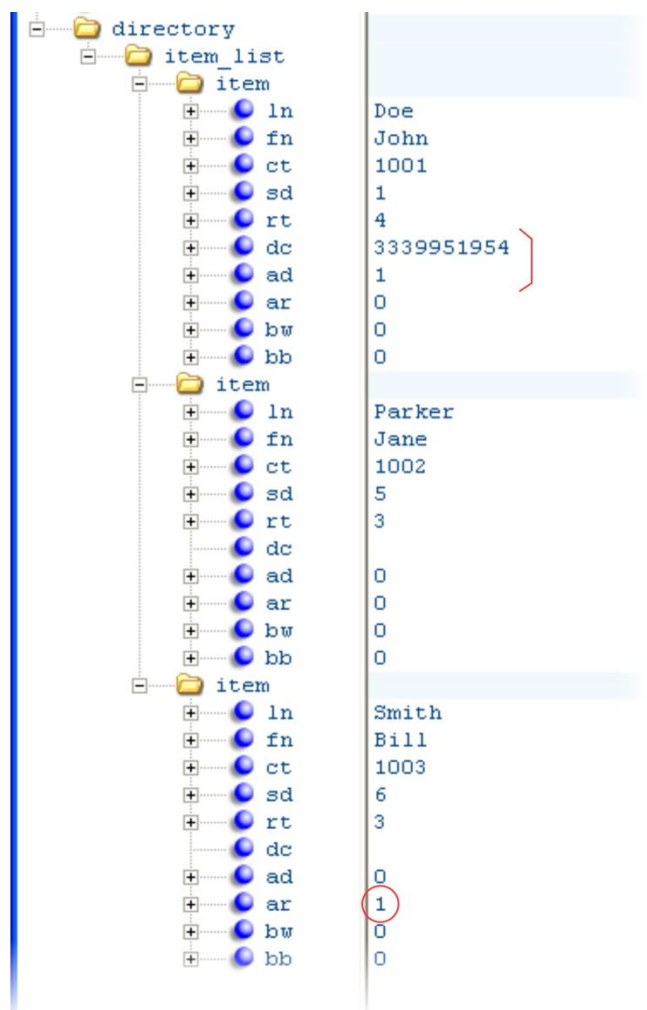 directory
item_list
item
ln Doe
fn John
ct 1001
sd 1
rt 4
dc 3339951954
ad 1
ar 0
bw 0
bb 0
item
ln Parker
fn Jane
ct 1002
sd 5
rt 3
dc
ad 0
ar 0
bw 0
bb 0
item
ln Smith
fn Bill
ct 1003
sd 6
rt 3
dc
ad 0
ar 1
bw 0
bb 0